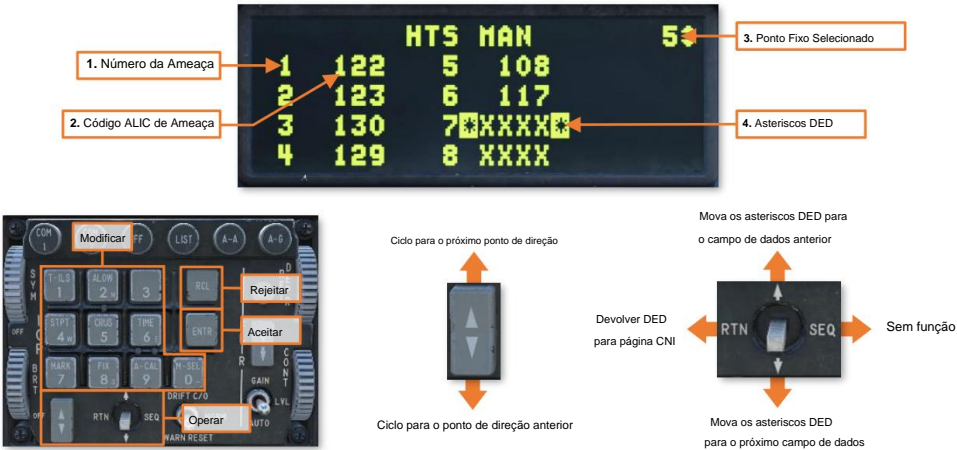 HTS MAN 5
1 122 5 108
2 123 6 117
3 130 7 *XXXX*
4 129 8 XXXX
1. Número da Ameaça
2. Código ALIC de Ameaça
3. Ponto Fixo Selecionado
4. Asteriscos DED
COM
1
Modificar
FF
LIST
A-A
A-G
T-ILS
1
ALOW
2 N
3
RCL
Rejeitar
STPT
4 W
CRUS
5
TIME
6
ENTR
Aceitar
MARK
7
FIX
8
A-CAL
9
M-SEL
0
SYM
OFF
BRT
CONT
GAIN
LVL
AUTO
DRIFT C/O
RTN
SEQ
Operar
WARN RESET
Ciclo para o próximo ponto de direção
Ciclo para o ponto de direção anterior
Mova os asteriscos DED para
o campo de dados anterior
Devolver DED
para página CNI
RTN
SEQ
Sem função
Mova os asteriscos DED
para o próximo campo de dados